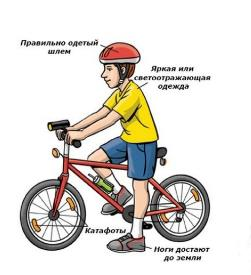 Правильно одетый
шлем
Яркая или
светоотражающая
одежда
Катафоты
Ноги достают
до земли